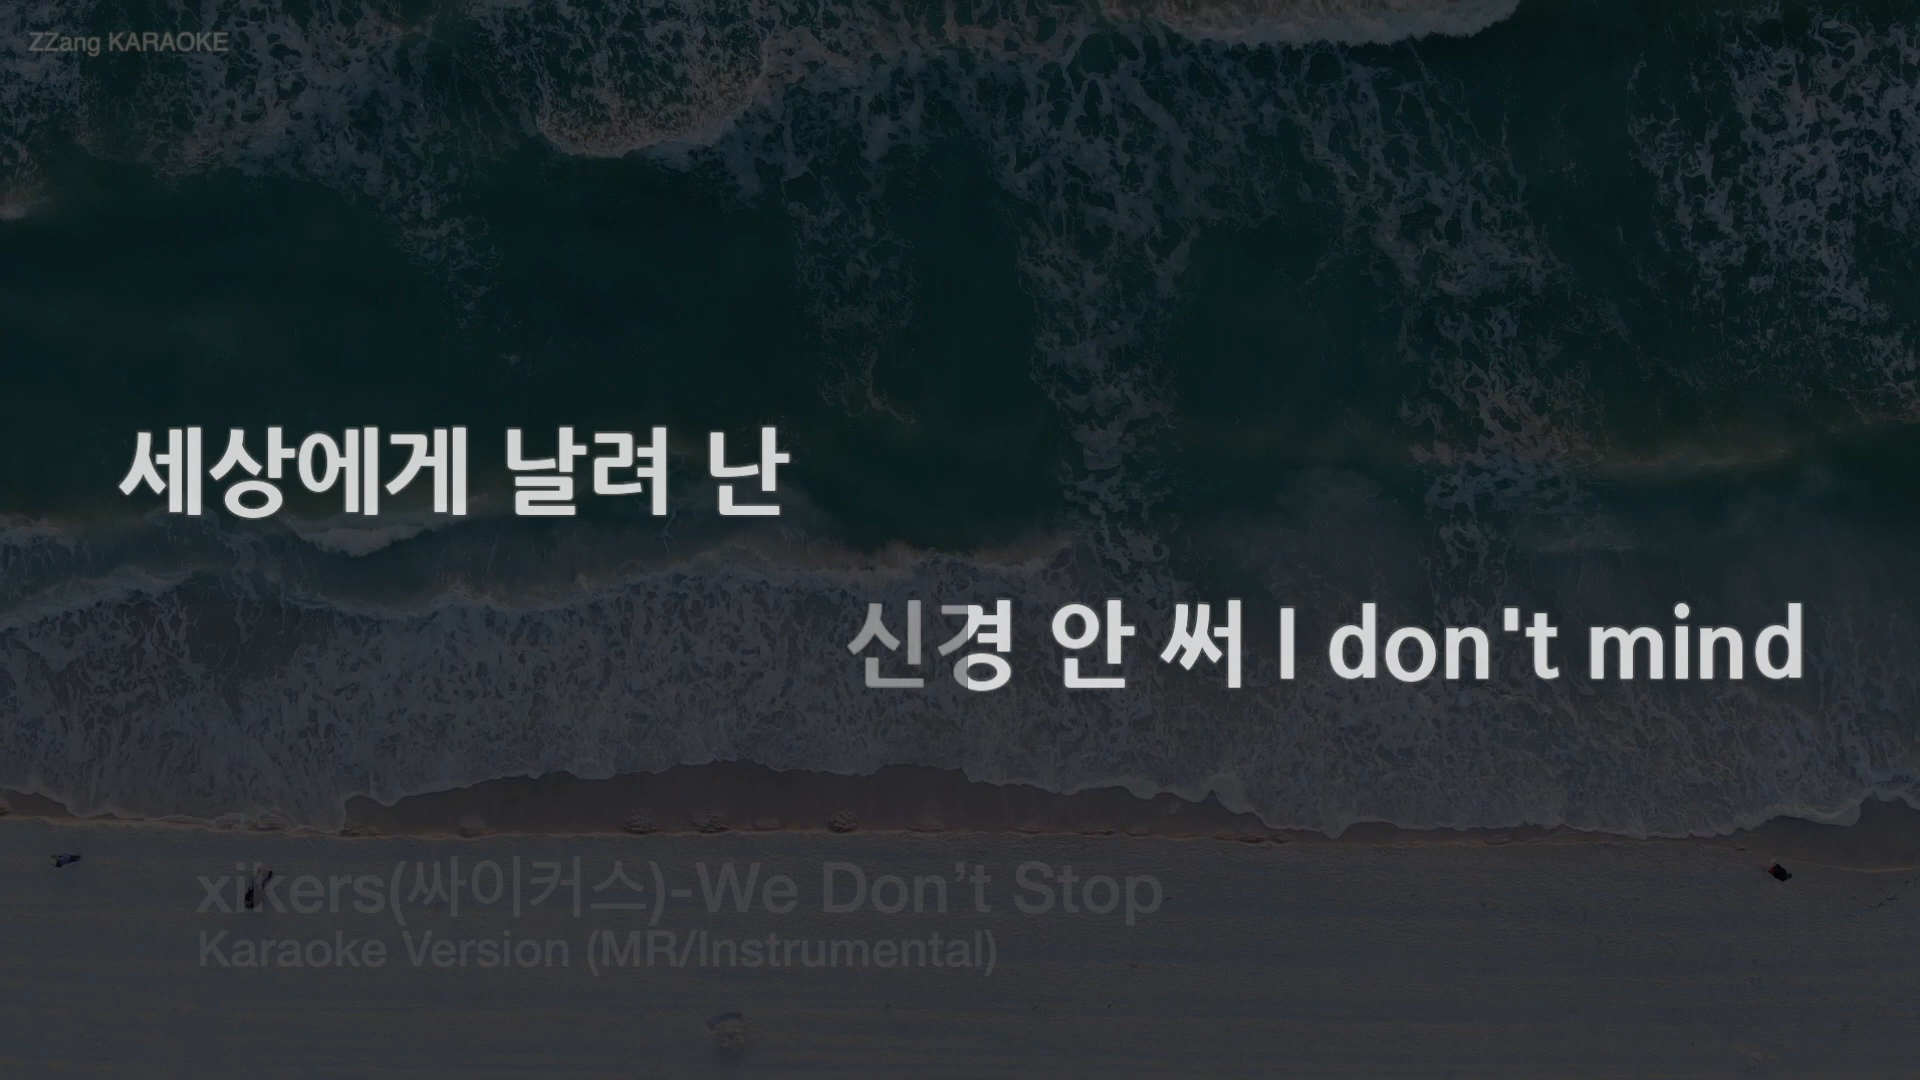 ZZang KARAOKE
세상에게 날려 난
신경 안 써 I don't mind
xikers(싸이커스)-We Don’t Stop
Karaoke Version (MR/Instrumental)